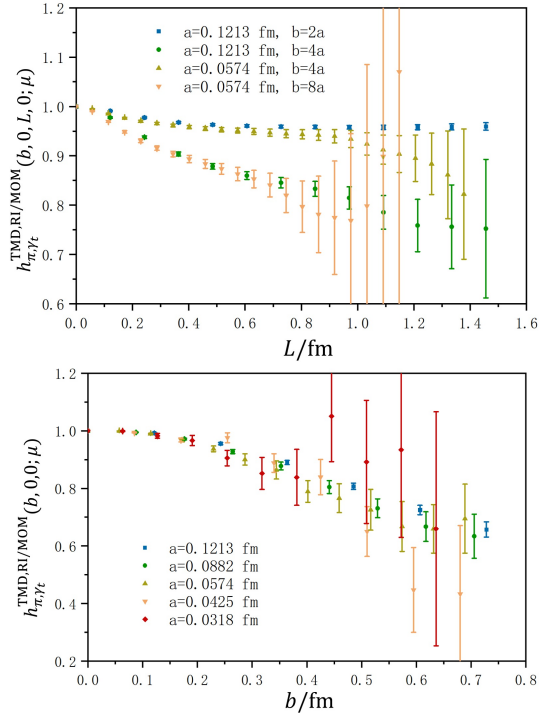 1.2
1.0
0.9
0.8
0.7
0.6
a=0.1213 fm, b=2a
a=0.1213 fm, b=4a
a=0.0574 fm, b=4a
a=0.0574 fm, b=8a
h^{TMD,RI/MOM}_{π,γ_t}(b,0,L,0;μ)
0.0 0.2 0.4 0.6 0.8 1.0 1.2 1.4 1.6
L/fm
1.2
1.0
0.8
0.6
0.4
0.2
a=0.1213 fm
a=0.0882 fm
a=0.0574 fm
a=0.0425 fm
a=0.0318 fm
h^{TMD,RI/MOM}_{π,γ_t}(b,0,0;μ)
0.0 0.1 0.2 0.3 0.4 0.5 0.6 0.7 0.8
b/fm